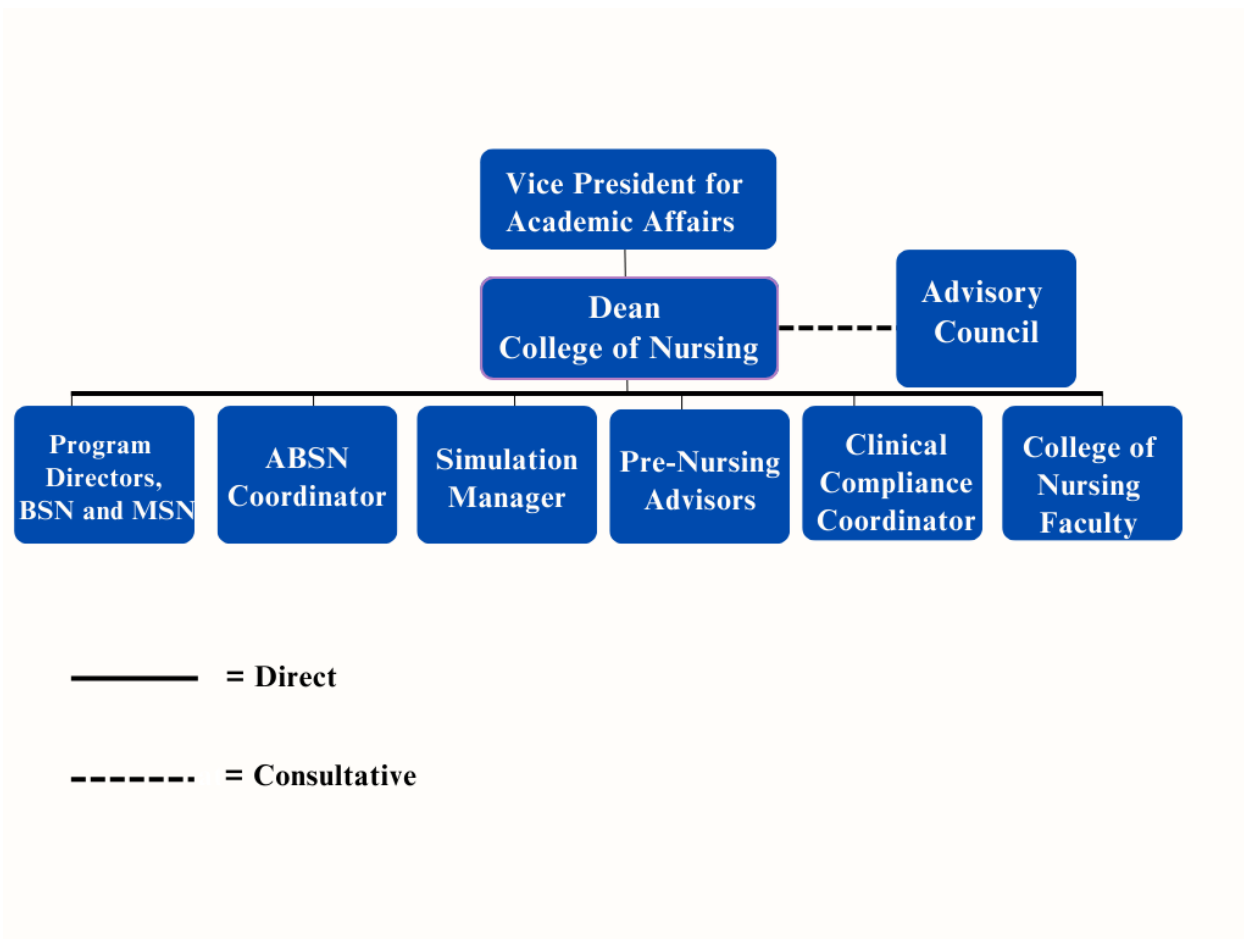 Vice President for
Academic Affairs
Dean
College of Nursing
Advisory
Council
Program
Directors,
BSN and MSN
ABSN
Coordinator
Simulation
Manager
Pre-Nursing
Advisors
Clinical
Compliance
Coordinator
College of
Nursing
Faculty
= Direct
= Consultative